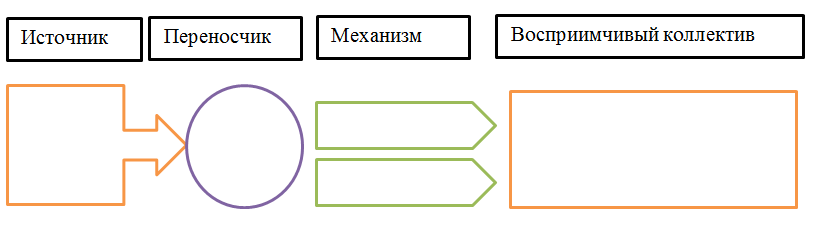 Источник
Переносчик
Механизм
Восприимчивый коллектив